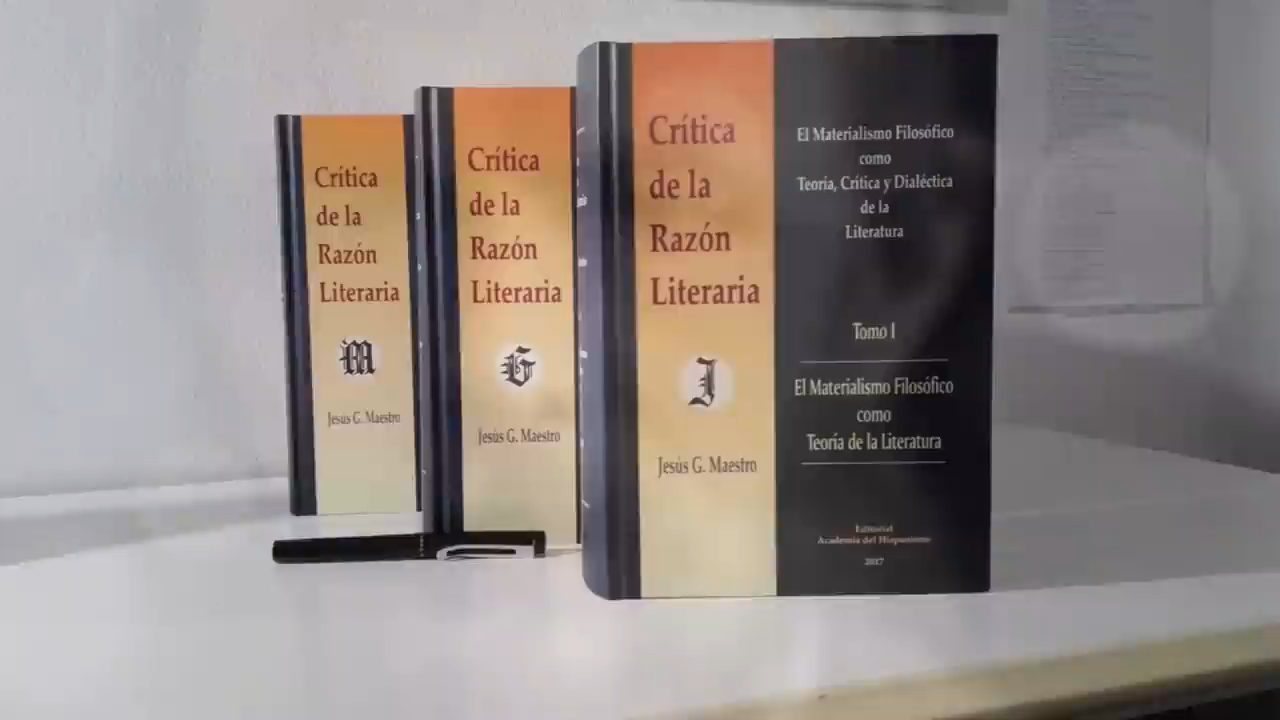 Crítica
de la
Razón
Literaria
M
Jesús G. Maestro
Crítica
de la
Razón
Literaria
G
Jesús G. Maestro
Crítica
de la
Razón
Literaria
J
Jesús G. Maestro
El Materialismo Filosófico
como
Teoría, Crítica y Dialéctica
de la
Literatura
Tomo I
El Materialismo Filosófico
como
Teoría de la Literatura
Editorial
Academia del Hispanismo
2017